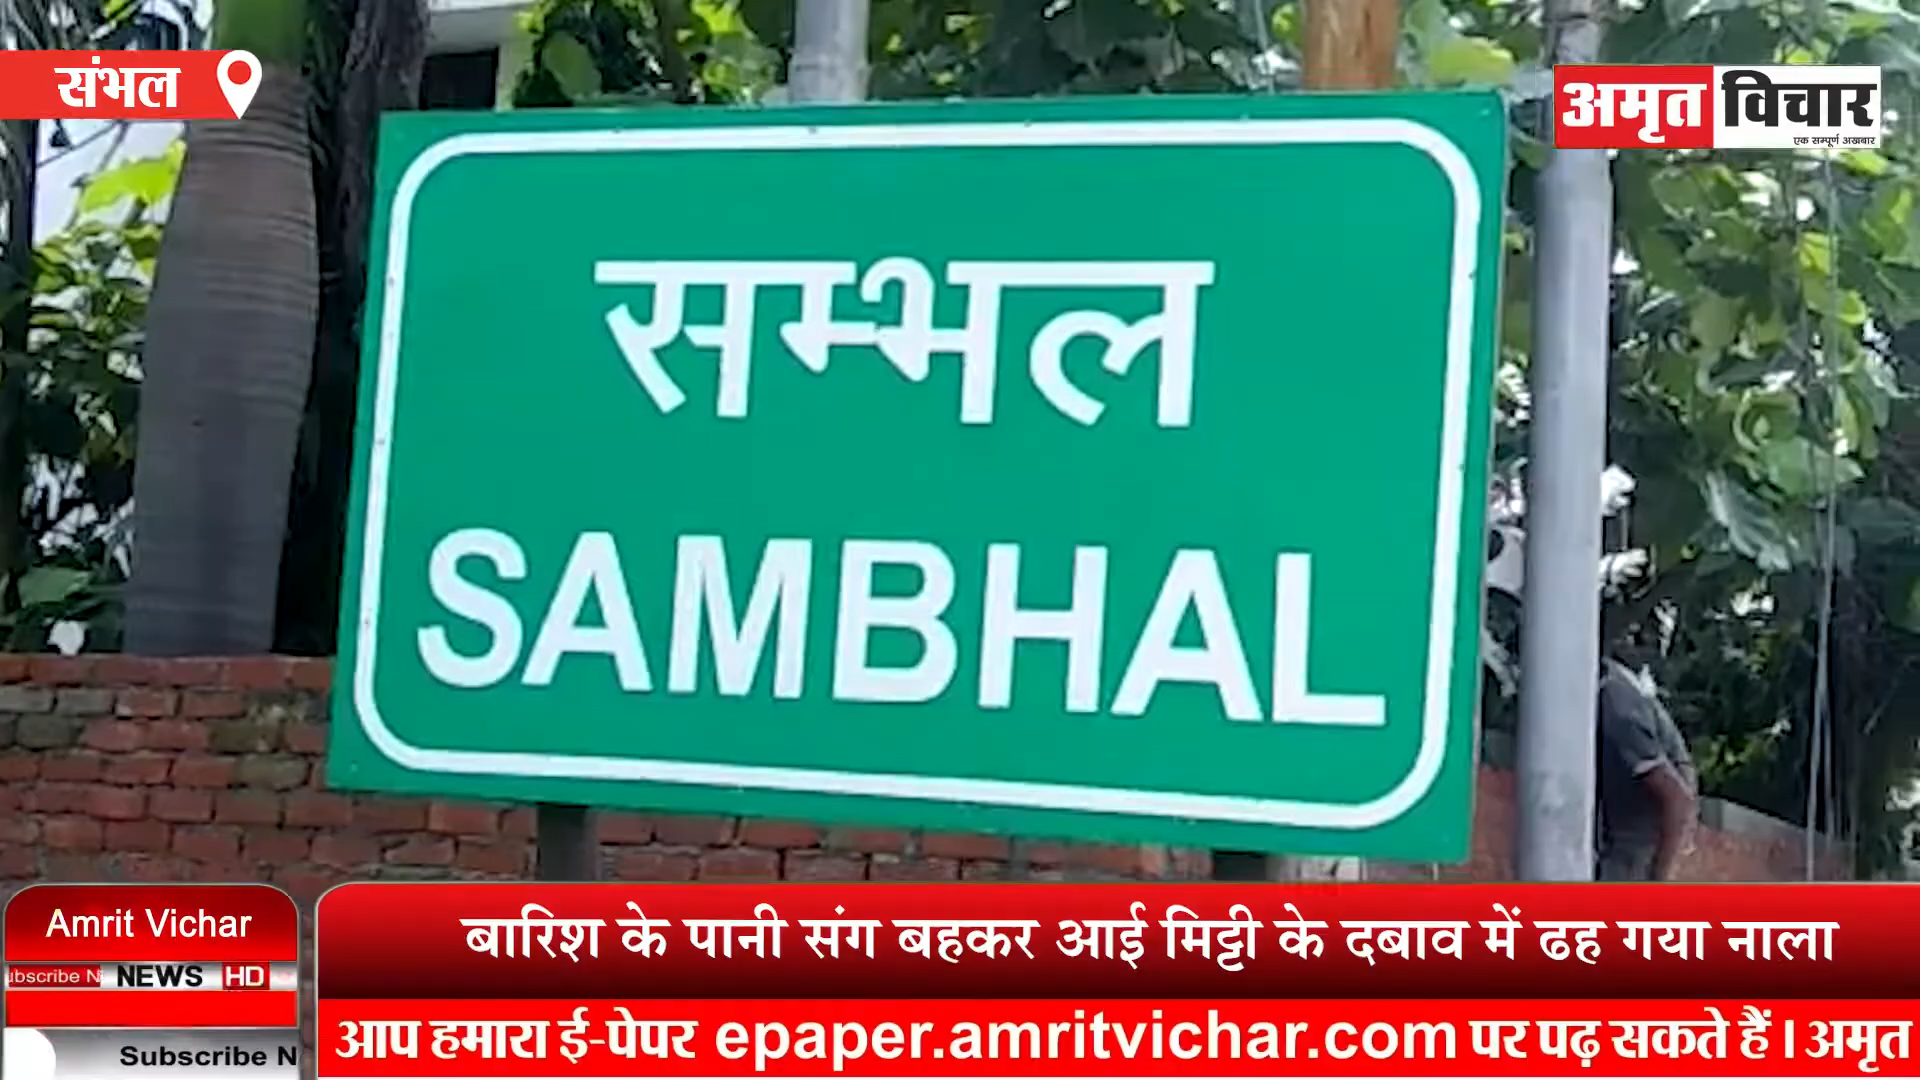 संभल
अमृत विचार
एक सम्पूर्ण अखबार
सम्भल
SAMBHAL
Amrit Vichar
ubscribe N
NEWS HD
Subscribe N
बारिश के पानी संग बहकर आई मिट्टी के दबाव में ढह गया नाला
आप हमारा ई-पेपर epaper.amritvichar.com पर पढ़ सकते हैं । अमृत